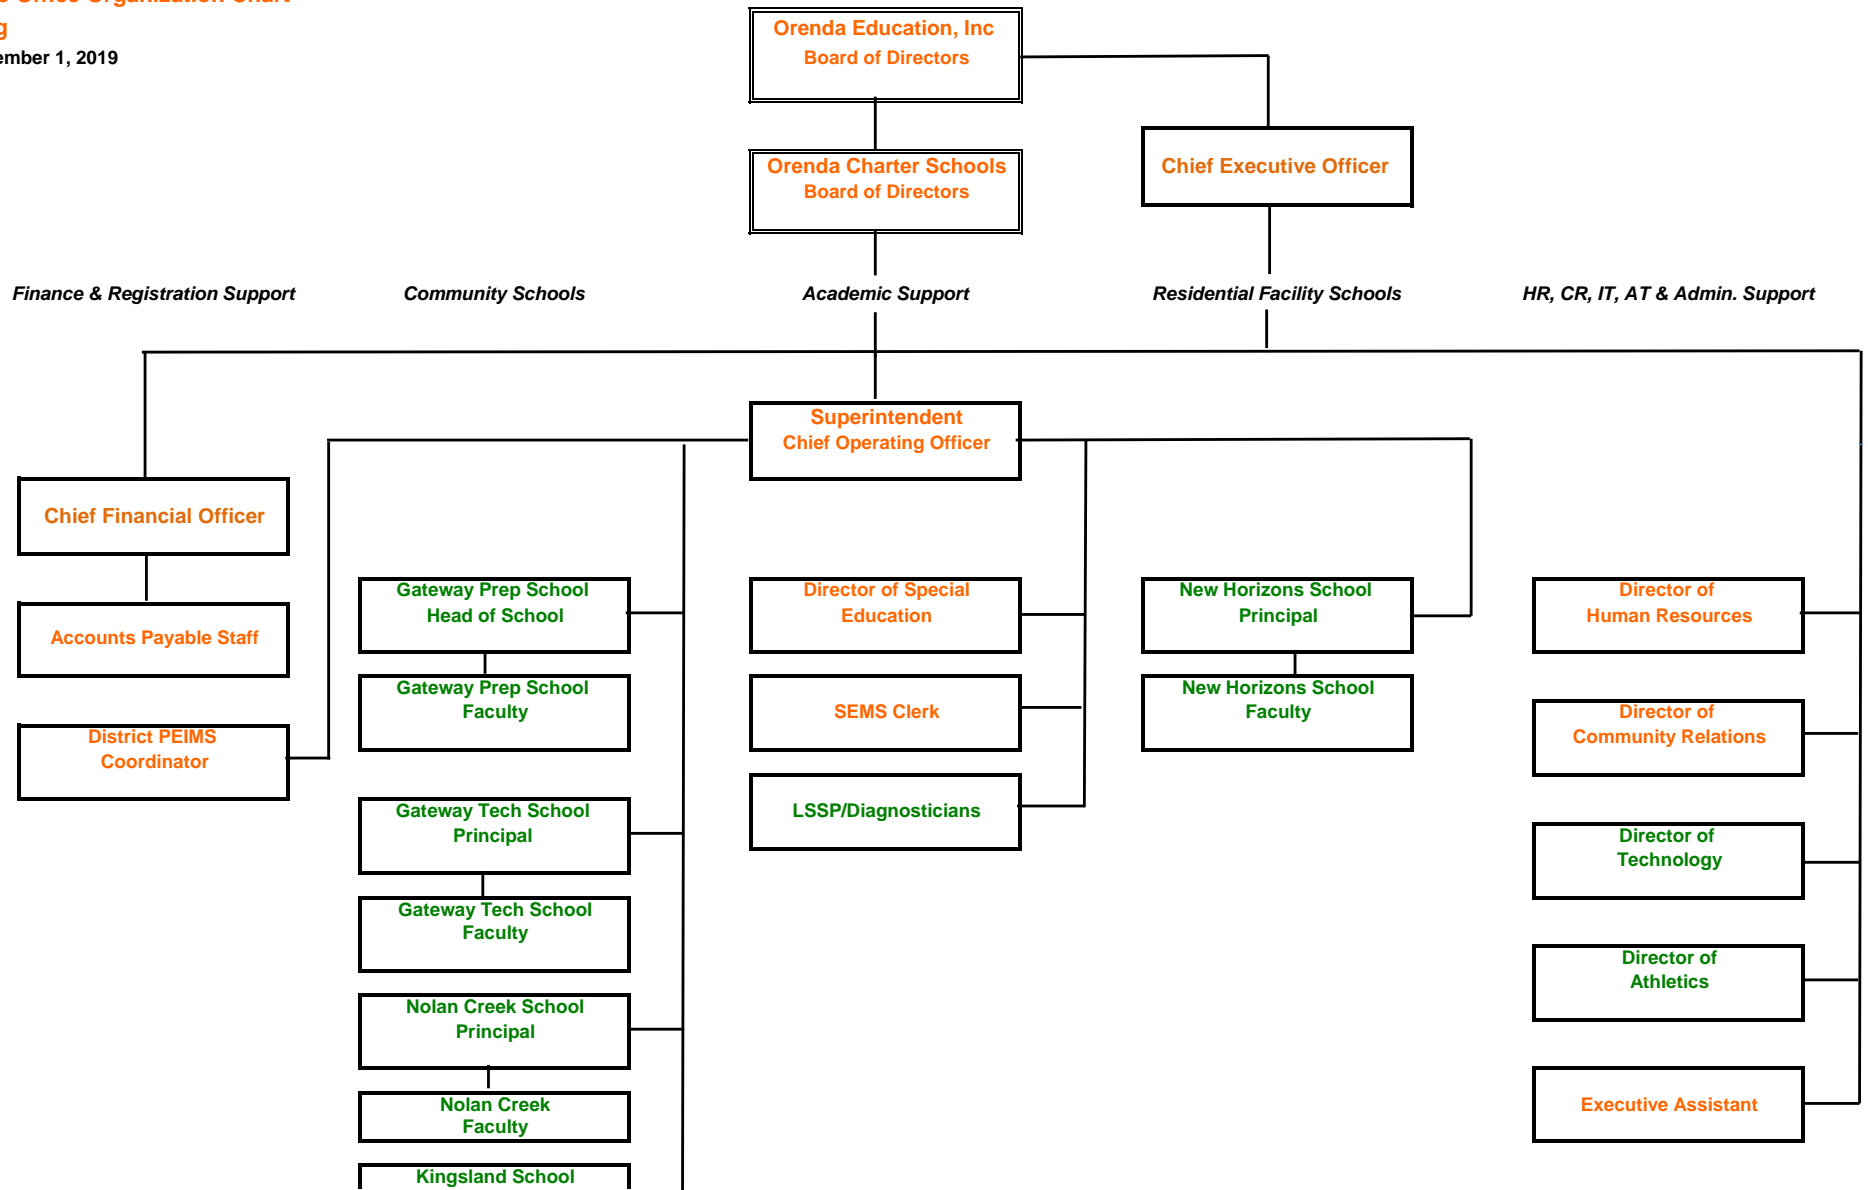 Office Organization Chart
g
ember 1, 2019
Orenda Education, Inc
Board of Directors
Orenda Charter Schools
Board of Directors
Chief Executive Officer
Finance & Registration Support
Community Schools
Academic Support
Residential Facility Schools
HR, CR, IT, AT & Admin. Support
Superintendent
Chief Operating Officer
Chief Financial Officer
Accounts Payable Staff
District PEIMS
Coordinator
Gateway Prep School
Head of School
Gateway Prep School
Faculty
Gateway Tech School
Principal
Gateway Tech School
Faculty
Nolan Creek School
Principal
Nolan Creek
Faculty
Kingsland School
Director of Special
Education
SEMS Clerk
LSSP/Diagnosticians
New Horizons School
Principal
New Horizons School
Faculty
Director of
Human Resources
Director of
Community Relations
Director of
Technology
Director of
Athletics
Executive Assistant